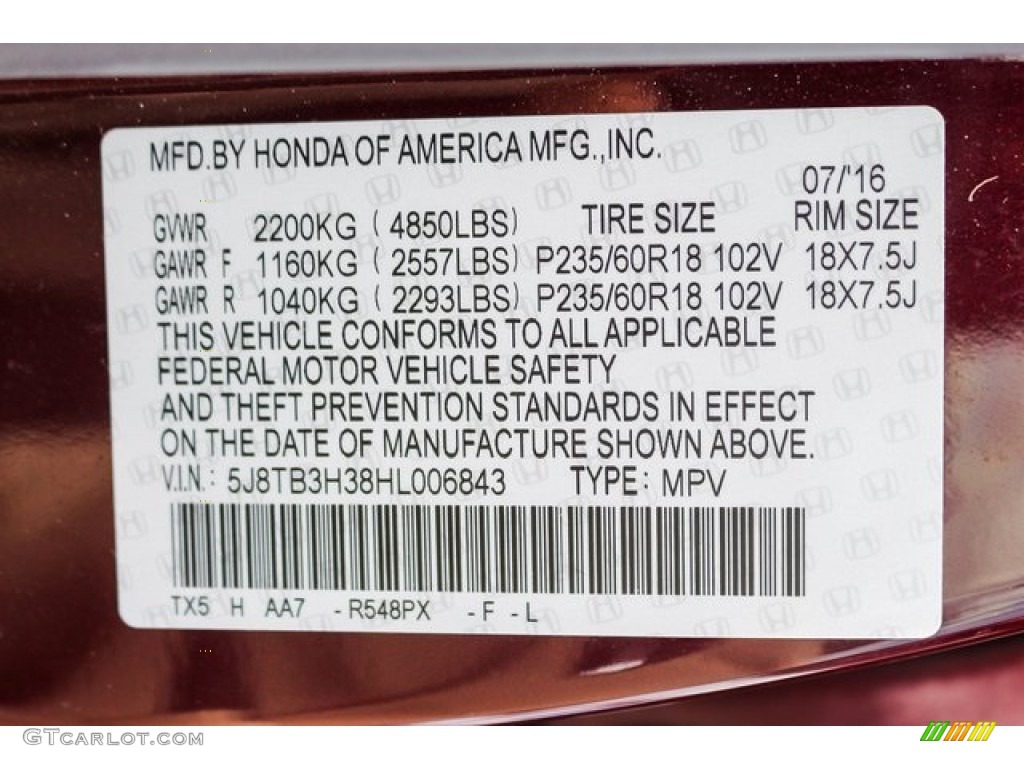 MFD.BY HONDA OF AMERICA MFG.,INC.
07/'16
GVWR 2200KG ( 4850LBS) TIRE SIZE RIM SIZE
GAWR F 1160KG ( 2557LBS) P235/60R18 102V 18X7.5J
GAWR R 1040KG ( 2293LBS) P235/60R18 102V 18X7.5J
THIS VEHICLE CONFORMS TO ALL APPLICABLE
FEDERAL MOTOR VEHICLE SAFETY
AND THEFT PREVENTION STANDARDS IN EFFECT
ON THE DATE OF MANUFACTURE SHOWN ABOVE.
V.I.N.: 5J8TB3H38HL006843 TYPE: MPV
TX5 H AA7 - R548PX - F - L
GTCARLOT.COM